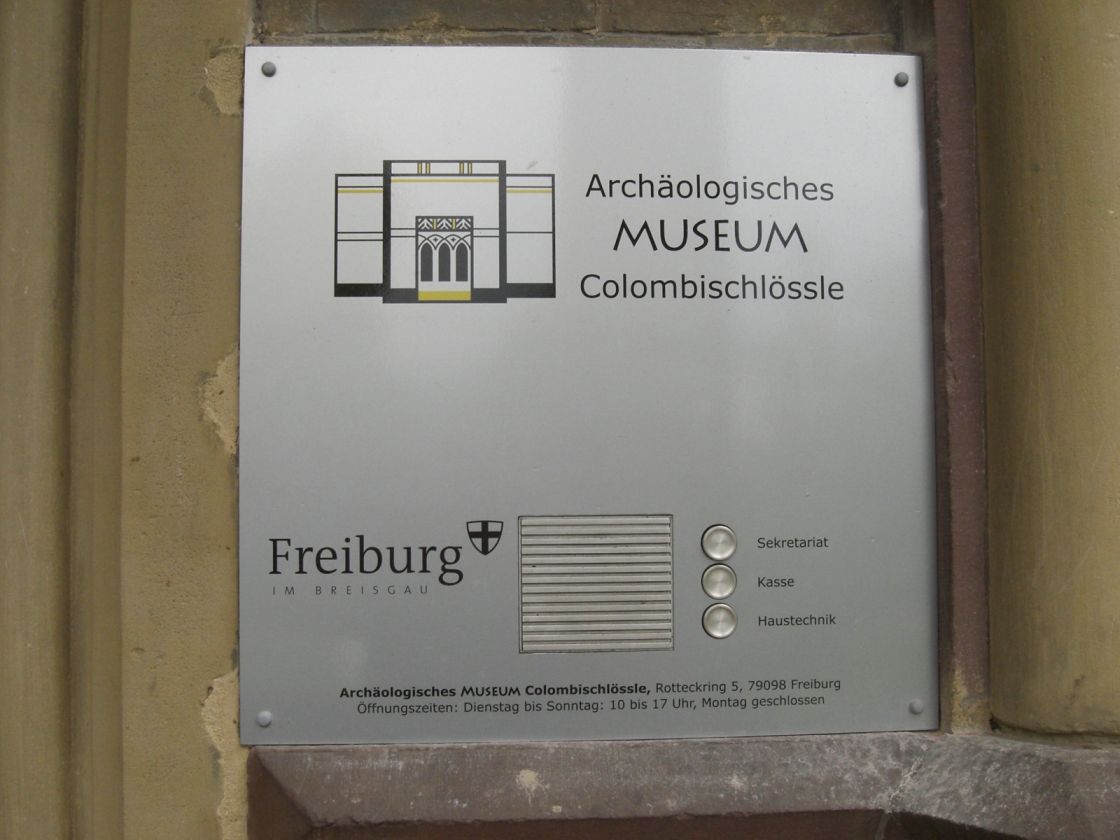 Archäologisches
MUSEUM
Colombischlössle
Freiburg
IM BREISGAU
Sekretariat
Kasse
Haustechnik
Archäologisches MUSEUM Colombischlössle, Rotteckring 5, 79098 Freiburg
Öffnungszeiten: Dienstag bis Sonntag: 10 bis 17 Uhr, Montag geschlossen